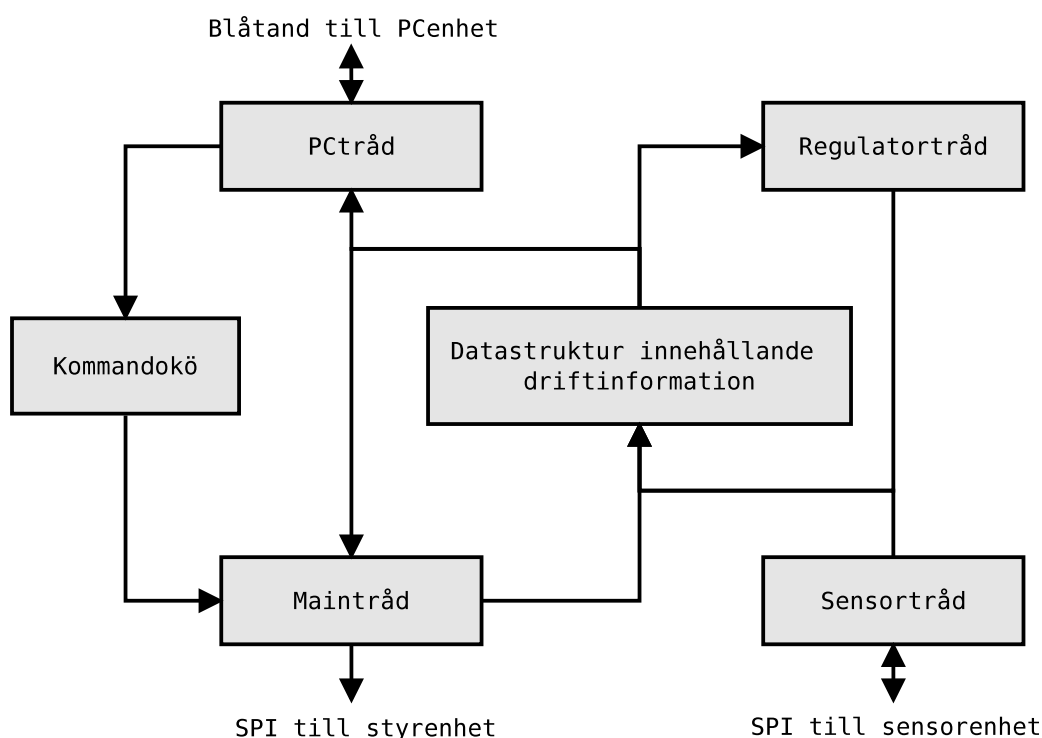 Blåtand till PCenhet
PCtråd
Regulatortråd
Kommandokö
Datastruktur innehållande
driftinformation
Maintråd
Sensortråd
SPI till styrenhet
SPI till sensorenhet